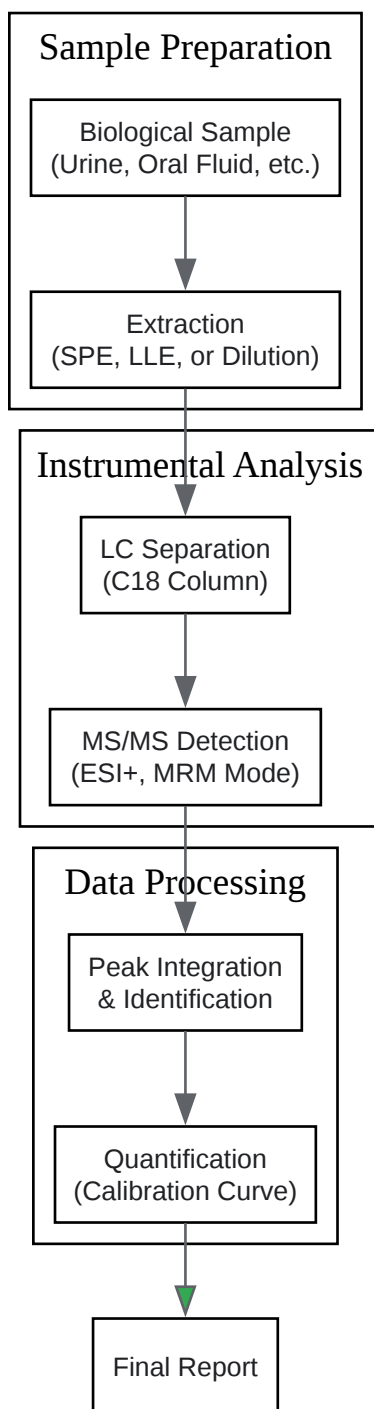 Sample Preparation
Biological Sample
(Urine, Oral Fluid, etc.)
Extraction
(SPE, LLE, or Dilution)
Instrumental Analysis
LC Separation
(C18 Column)
MS/MS Detection
(ESI+, MRM Mode)
Data Processing
Peak Integration
& Identification
Quantification
(Calibration Curve)
Final Report